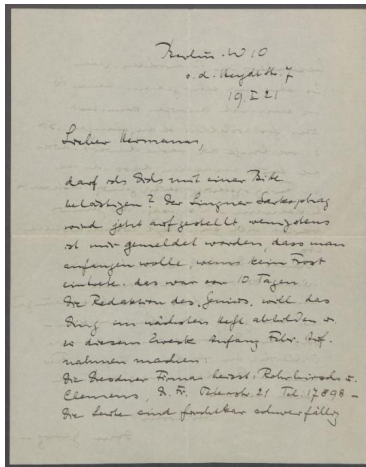 Berlin W 10
v. d. Heydtstr. 7
19 I 21
Lieber Hermann,
darf ich Dich mit einer Bitte
belästigen? Der Lingner Sarkophag
wird jetzt aufgestellt, wenigstens
ist mir gemeldet worden, dass man
anfangen wolle, wenn kein Frost
eintrete. das war vor 10 Tagen.
Die Redaktion des Genius will das
Ding im nächsten Heft abbilden u
zu diesem Zweck Anfang Febr. Auf-
nahmen machen.
Die Dresdner Firma heisst:
Clemens, Tel. 17898 –
die Leute sind furchtbar schwerfällig